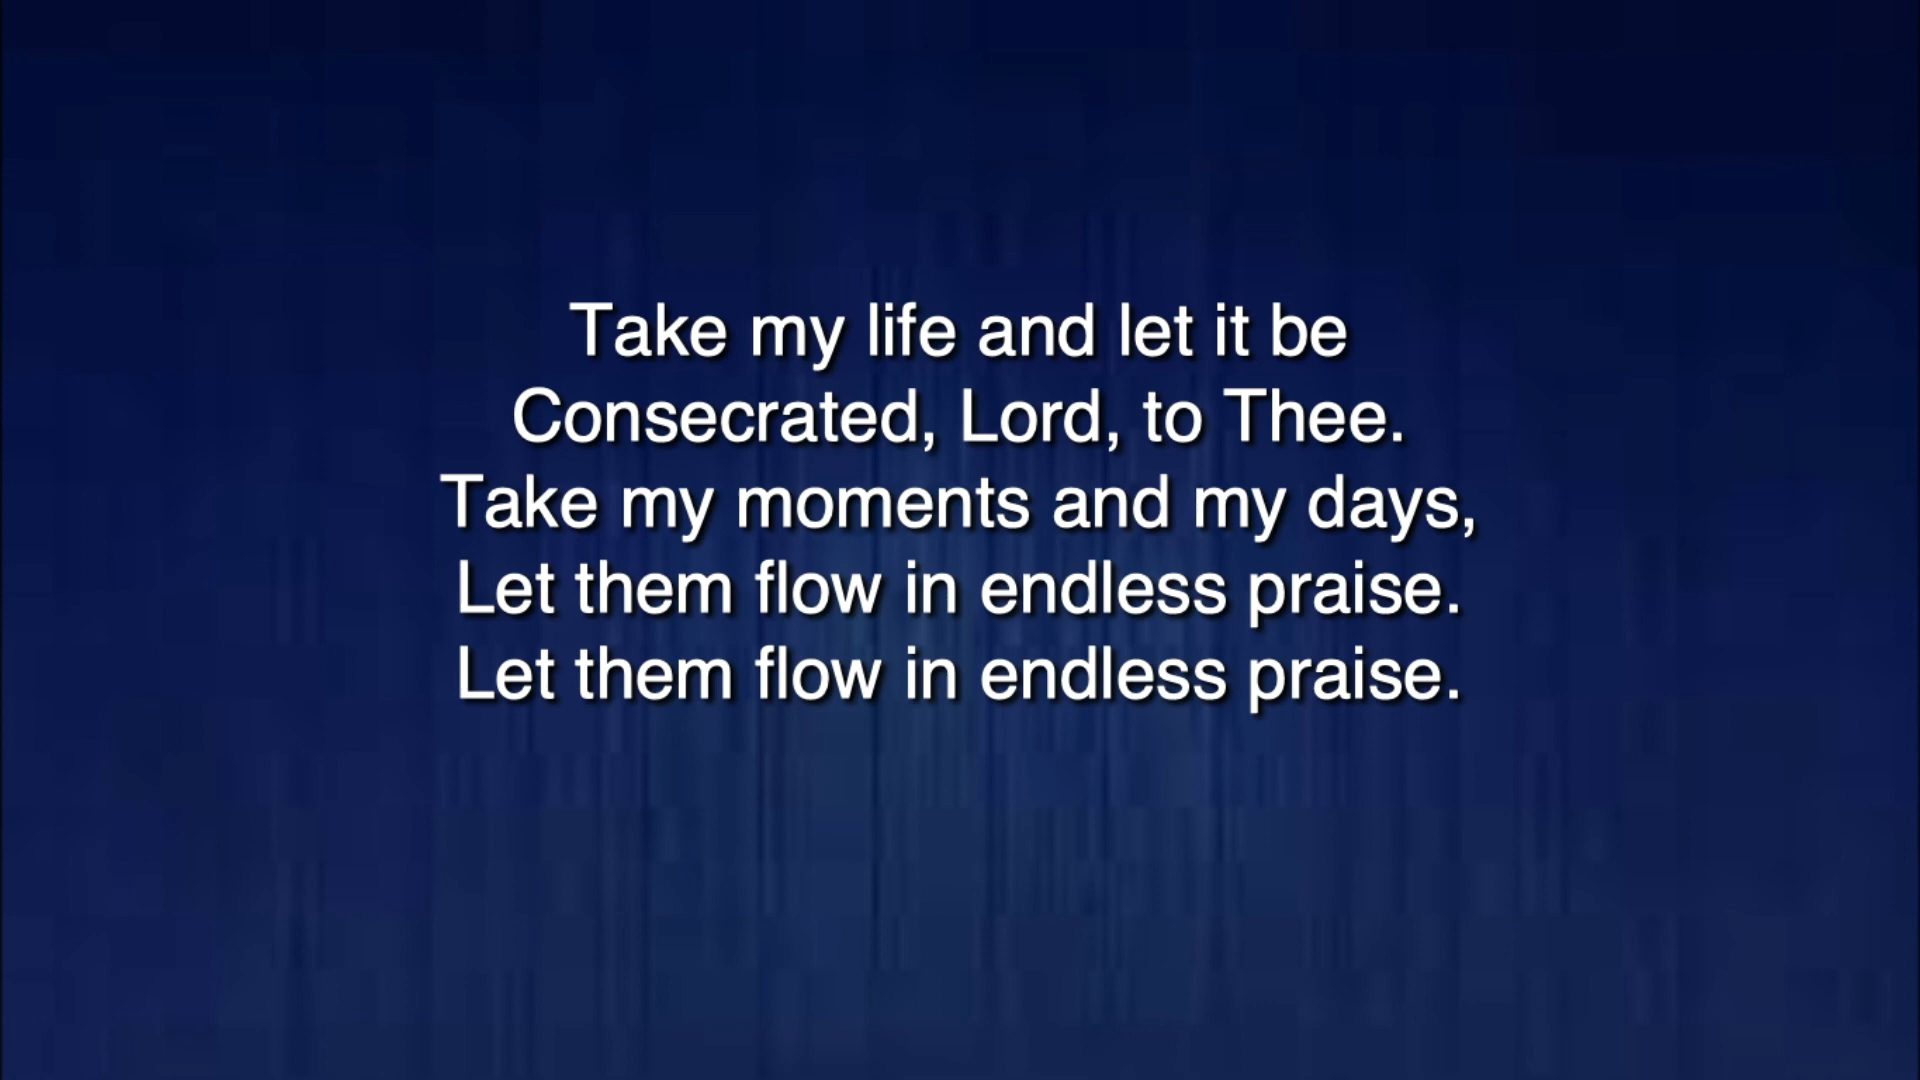 Take my life and let it be
Consecrated, Lord, to Thee.
Take my moments and my days,
Let them flow in endless praise.
Let them flow in endless praise.